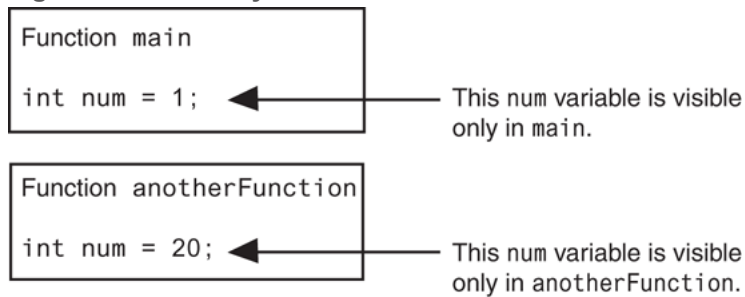 Function main
int num = 1;
This num variable is visible
only in main.
Function anotherFunction
int num = 20;
This num variable is visible
only in anotherFunction.